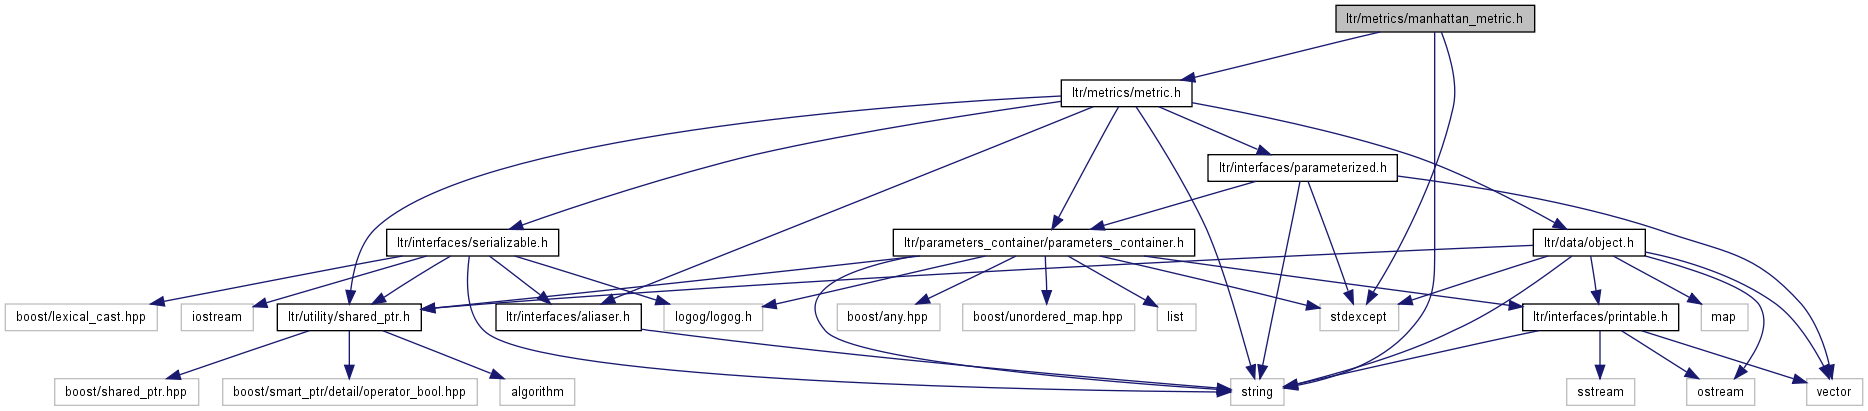 ltr/metrics/manhattan_metric.h
ltr/metrics/metric.h
ltr/interfaces/parameterized.h
ltr/interfaces/serializable.h
ltr/parameters_container/parameters_container.h
ltr/data/object.h
boost/lexical_cast.hpp
iostream
ltr/utility/shared_ptr.h
ltr/interfaces/aliaser.h
logog/logog.h
boost/any.hpp
boost/unordered_map.hpp
list
stdexcept
ltr/interfaces/printable.h
map
boost/shared_ptr.hpp
boost/smart_ptr/detail/operator_bool.hpp
algorithm
string
sstream
ostream
vector